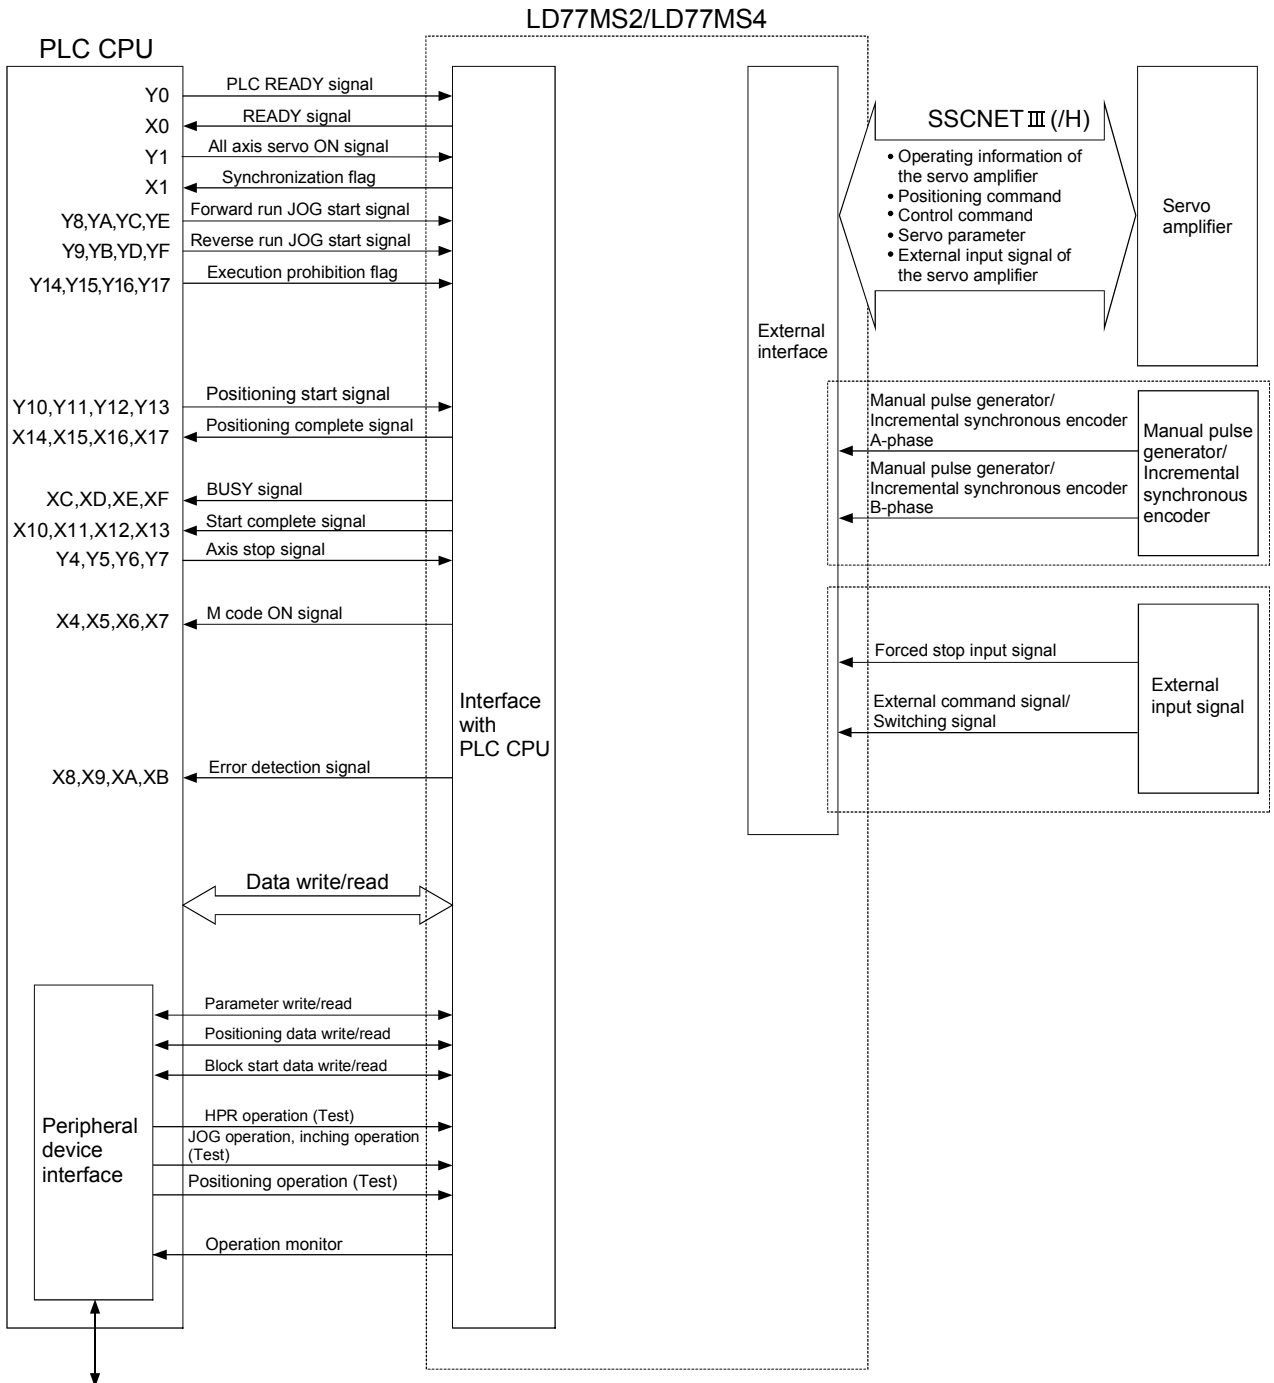 LD77MS2/LD77MS4
PLC CPU
Y0
PLC READY signal
X0
READY signal
Y1
All axis servo ON signal
X1
Synchronization flag
Y8,YA,YC,YE
Forward run JOG start signal
Y9,YB,YD,YF
Reverse run JOG start signal
Y14,Y15,Y16,Y17
Execution prohibition flag
Y10,Y11,Y12,Y13
Positioning start signal
X14,X15,X16,X17
Positioning complete signal
XC,XD,XE,XF
BUSY signal
X10,X11,X12,X13
Start complete signal
Y4,Y5,Y6,Y7
Axis stop signal
X4,X5,X6,X7
M code ON signal
X8,X9,XA,XB
Error detection signal
Data write/read
Interface
with
PLC CPU
Peripheral
device
interface
Parameter write/read
Positioning data write/read
Block start data write/read
HPR operation (Test)
JOG operation, inching operation
(Test)
Positioning operation (Test)
Operation monitor
External
interface
SSCNETⅢ(/H)
• Operating information of
the servo amplifier
• Positioning command
• Control command
• Servo parameter
• External input signal of
the servo amplifier
Servo
amplifier
Manual pulse generator/
Incremental synchronous encoder
A-phase
Manual pulse generator/
Incremental synchronous encoder
B-phase
Manual pulse
generator/
Incremental
synchronous
encoder
Forced stop input signal
External command signal/
Switching signal
External
input signal